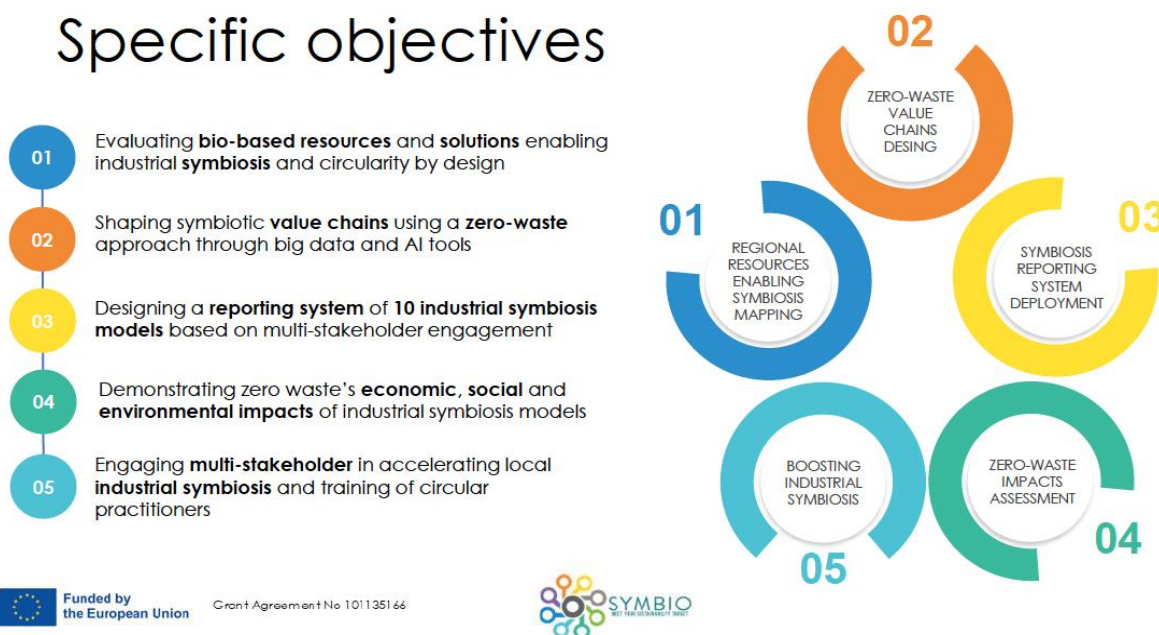 Specific objectives
01
Evaluating bio-based resources and solutions enabling
industrial symbiosis and circularity by design
02
Shaping symbiotic value chains using a zero-waste
approach through big data and AI tools
03
Designing a reporting system of 10 industrial symbiosis
models based on multi-stakeholder engagement
04
Demonstrating zero waste’s economic, social and
environmental impacts of industrial symbiosis models
05
Engaging multi-stakeholder in accelerating local
industrial symbiosis and training of circular
practitioners
02
ZERO-WASTE
VALUE
CHAINS
DESING
01
REGIONAL
RESOURCES
ENABLING
SYMBIOSIS
MAPPING
03
SYMBIOSIS
REPORTING
SYSTEM
DEPLOYMENT
BOOSTING
INDUSTRIAL
SYMBIOSIS
05
ZERO-WASTE
IMPACTS
ASSESSMENT
04
Funded by
the European Union
Grant Agreement No 101135166
SYMBIO
MEET YOUR SUSTAINABILITY TARGET